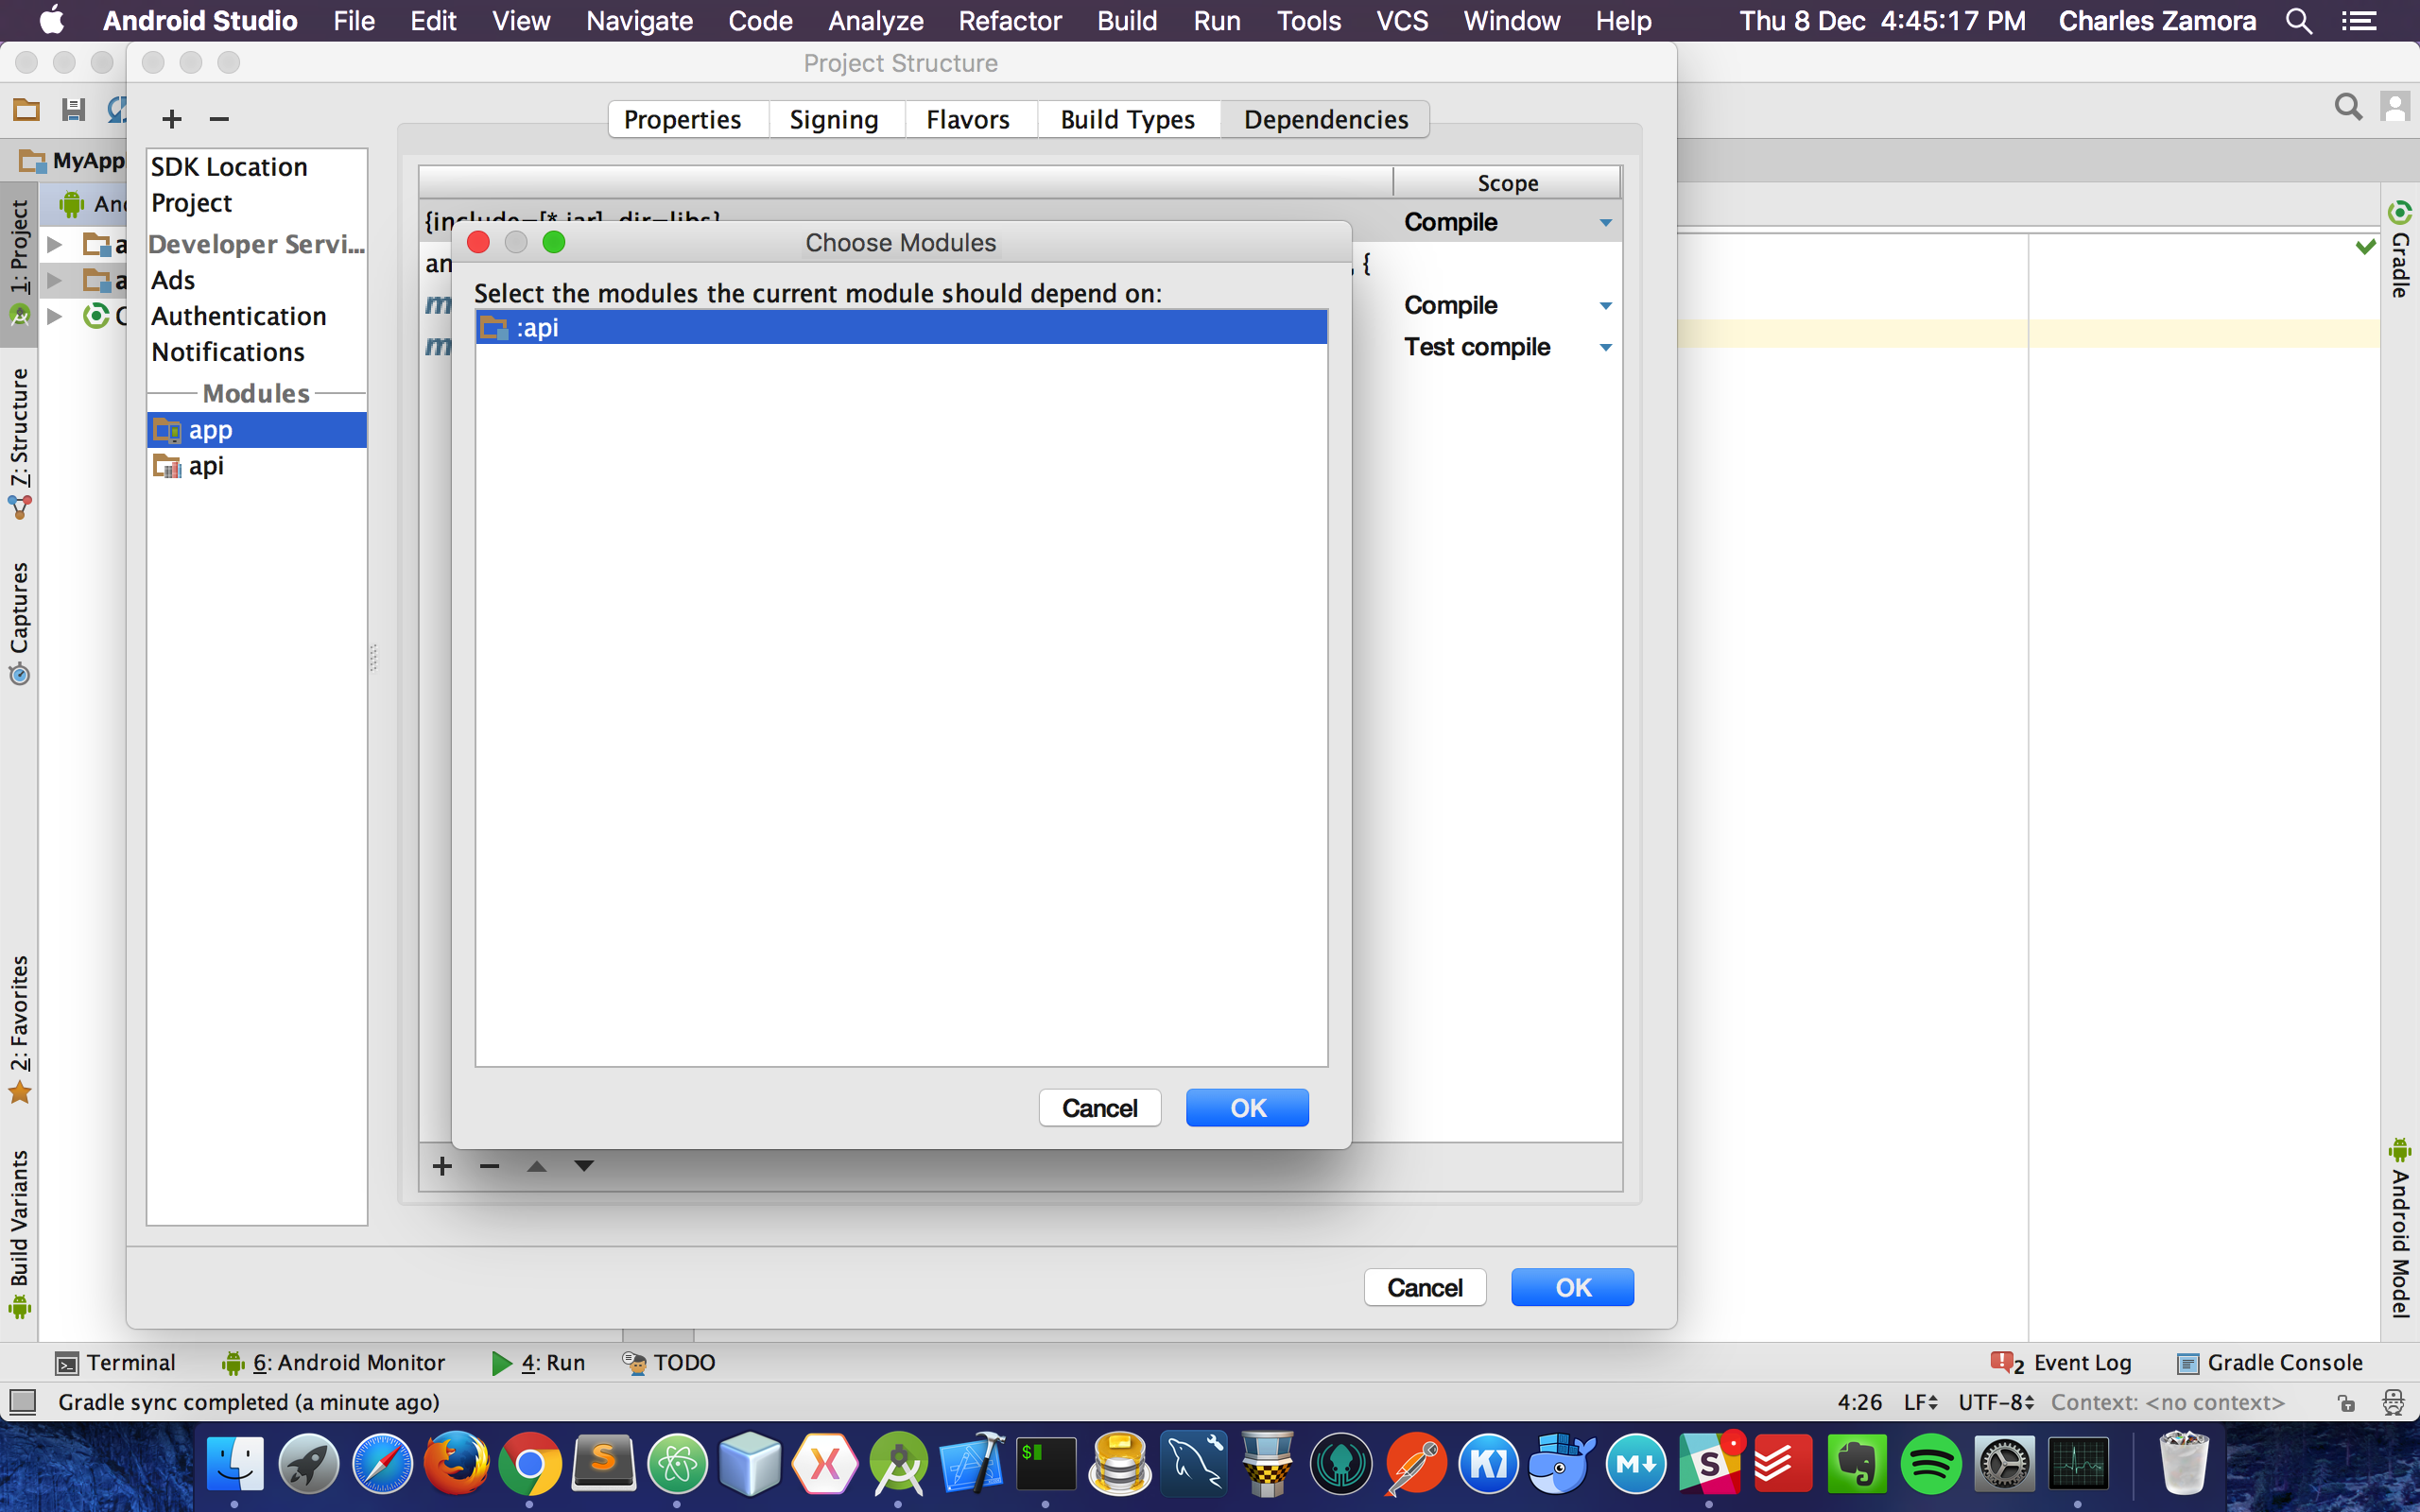 Android Studio File Edit View Navigate Code Analyze Refactor Build Run Tools VCS Window Help Thu 8 Dec 4:45:17 PM Charles Zamora
Project Structure
Properties Signing Flavors Build Types Dependencies
MyApp
SDK Location
Project
Developer Servi...
Ads
Authentication
Notifications
Modules
app
api
Scope
{include=[*.jar], dir=libs} Compile
{
Compile
Test compile
Choose Modules
Select the modules the current module should depend on:
:api
Cancel OK
Cancel OK
1: Project
7: Structure
Captures
2: Favorites
Build Variants
Gradle
Android Model
Terminal 6: Android Monitor 4: Run TODO 2 Event Log Gradle Console
Gradle sync completed (a minute ago) 4:26 LF UTF-8 Context: <no context>